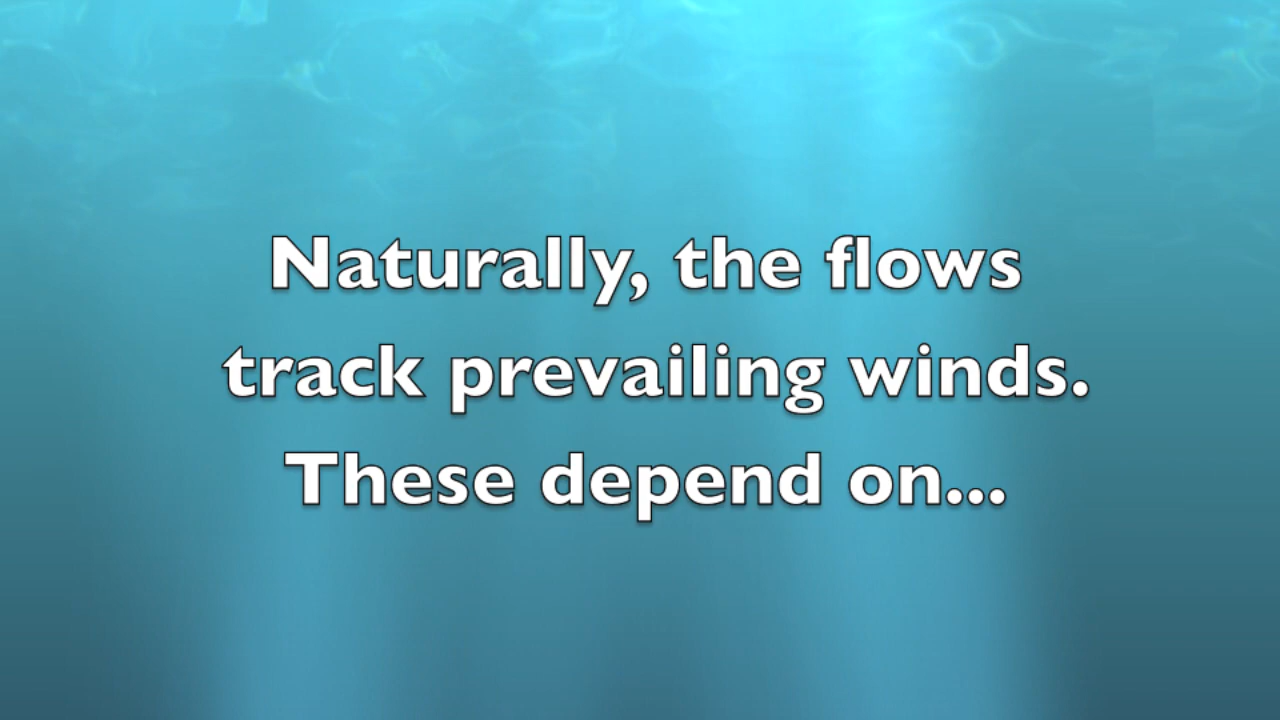 Naturally, the flows
track prevailing winds.
These depend on...